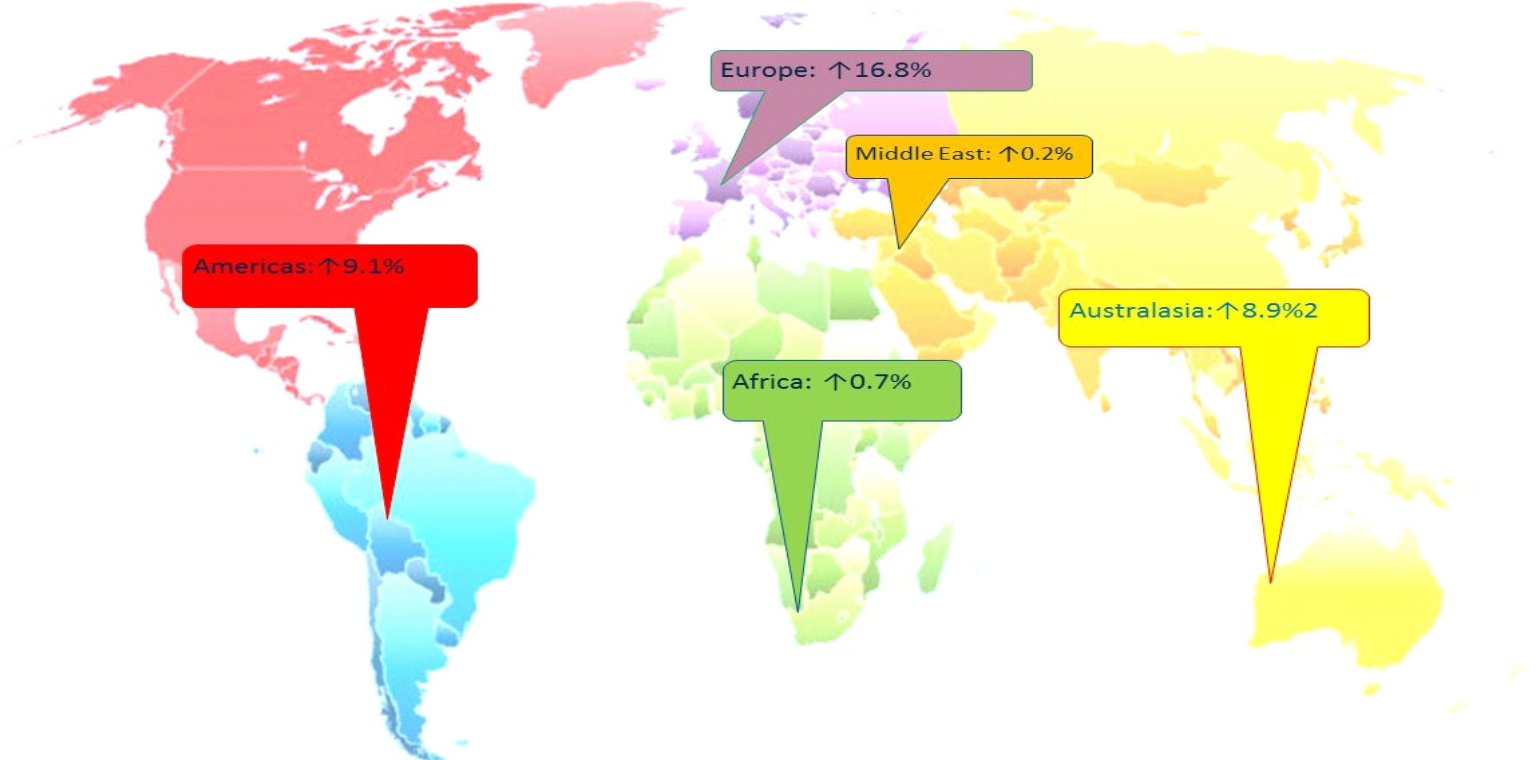 Europe: ↑16.8%
Middle East: ↑0.2%
Americas:↑9.1%
Australasia:↑8.9%2
Africa: ↑0.7%